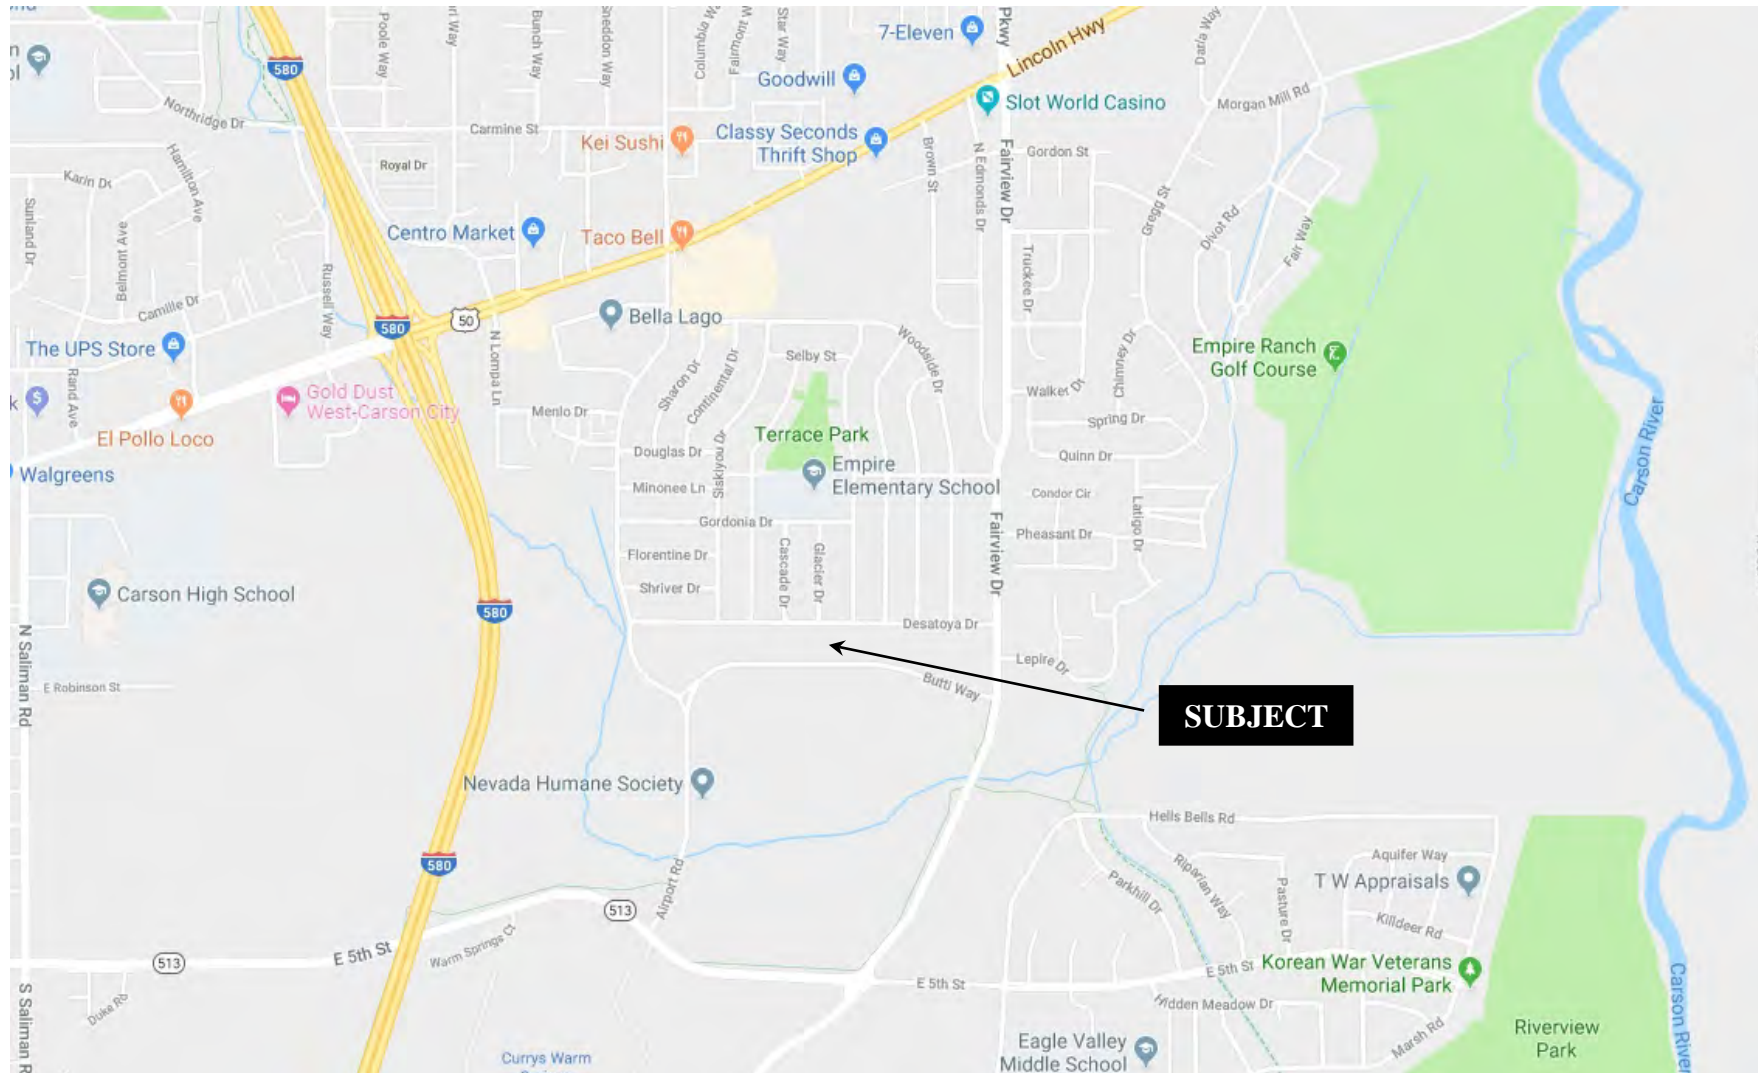 Poole Way
Bunch Way
Sneddon Way
Columbia W
Fairmont W
Star Way
7-Eleven
Pkwy
Lincoln Hwy
Darla Way
580
Goodwill
Slot World Casino
Morgan Mill Rd
Northridge Dr
Carmine St
Kei Sushi
Classy Seconds
Thrift Shop
Brown St
N Edmonds Dr
Fairview Dr
Gordon St
Hamilton Ave
Royal Dr
Karin Dr
Sunland Dr
Belmont Ave
Gregg St
Divot Rd
Fair Way
Centro Market
Taco Bell
Russell Way
Truckee Dr
Camille Dr
580
50
Bella Lago
N Lompa Ln
The UPS Store
Selby St
Woodside Dr
Chimney Dr
Empire Ranch
Golf Course
Rand Ave
Sharon Dr
Continental Dr
Gold Dust
West-Carson City
Walker Dr
Menlo Dr
Spring Dr
Carson River
El Pollo Loco
Terrace Park
Douglas Dr
Siskiyou Dr
Quinn Dr
Walgreens
Empire
Elementary School
Minonee Ln
Condor Cir
Latigo Dr
Gordonia Dr
Fairview Dr
Pheasant Dr
Florentine Dr
Cascade Dr
Glacier Dr
Shriver Dr
Carson High School
580
Desatoya Dr
N Saliman Rd
Lepire Dr
E Robinson St
Butti Way
SUBJECT
Nevada Humane Society
Hells Bells Rd
580
Airport Rd
Parkhill Dr
Riparian Way
Pasture Dr
Aquifer Way
T W Appraisals
Killdeer Rd
513
E 5th St
Warm Springs Ct
513
E 5th St
E 5th St
Korean War Veterans
Memorial Park
Carson River
S Saliman R
Duke Rd
Hidden Meadow Dr
Marsh Rd
Riverview
Park
Eagle Valley
Middle School
Currys Warm